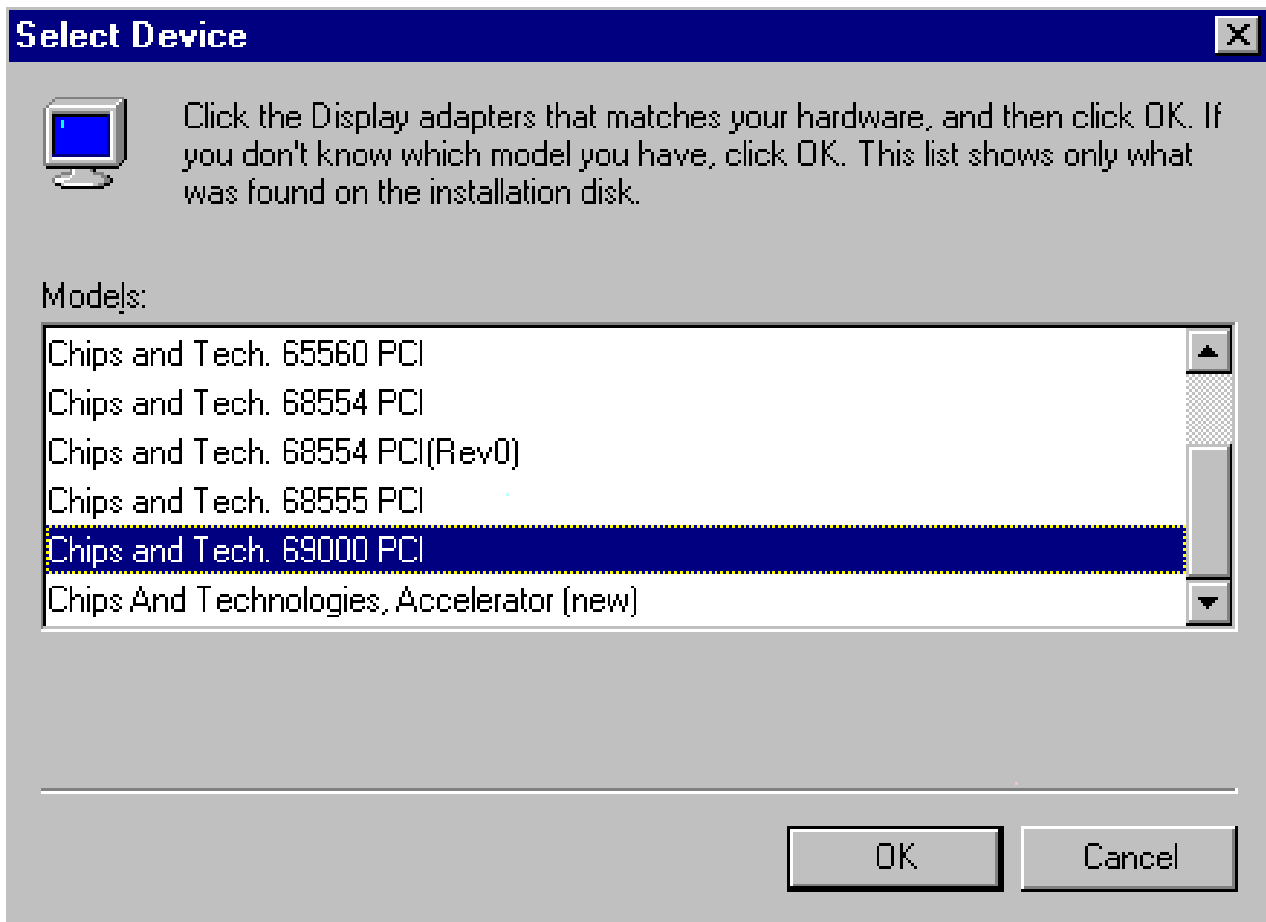 Select Device
Click the Display adapters that matches your hardware, and then click OK. If
you don't know which model you have, click OK. This list shows only what
was found on the installation disk.
Models:
Chips and Tech. 65560 PCI
Chips and Tech. 68554 PCI
Chips and Tech. 68554 PCI(Rev0)
Chips and Tech. 68555 PCI
Chips and Tech. 69000 PCI
Chips And Technologies, Accelerator (new)
OK
Cancel